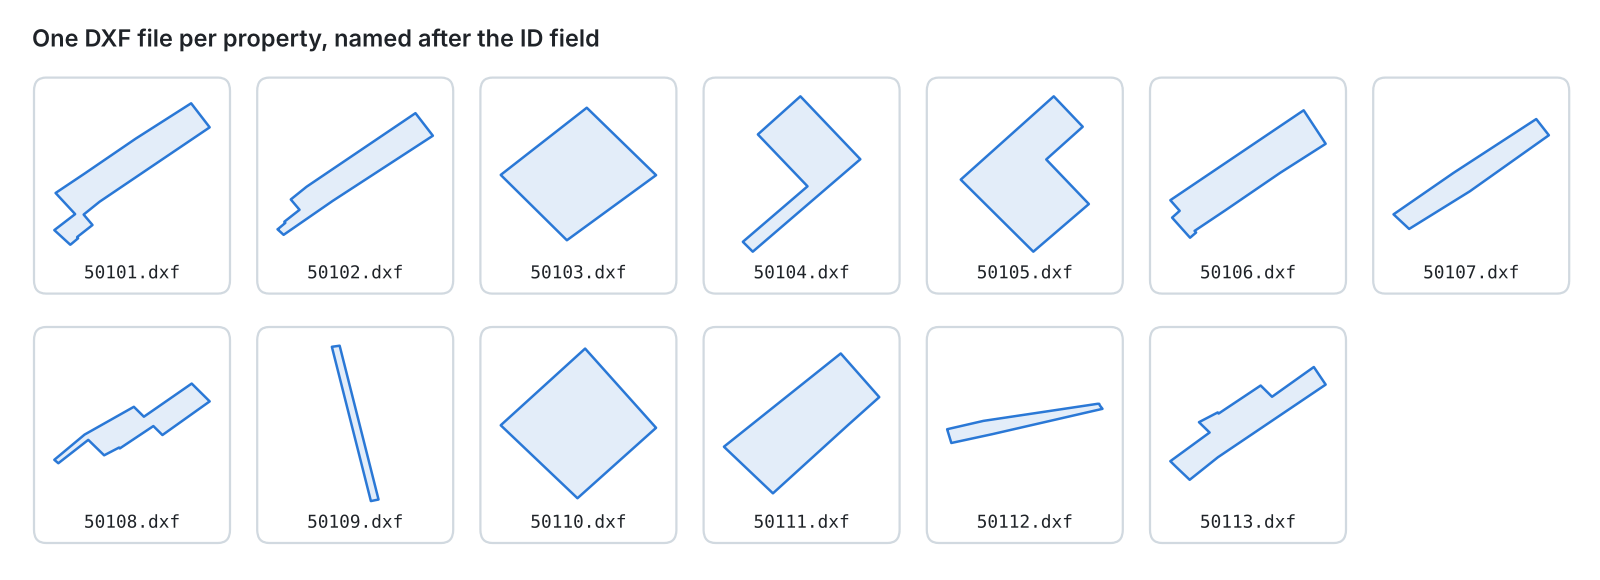 One DXF file per property, named after the ID field
50101.dxf
50102.dxf
50103.dxf
50104.dxf
50105.dxf
50106.dxf
50107.dxf
50108.dxf
50109.dxf
50110.dxf
50111.dxf
50112.dxf
50113.dxf